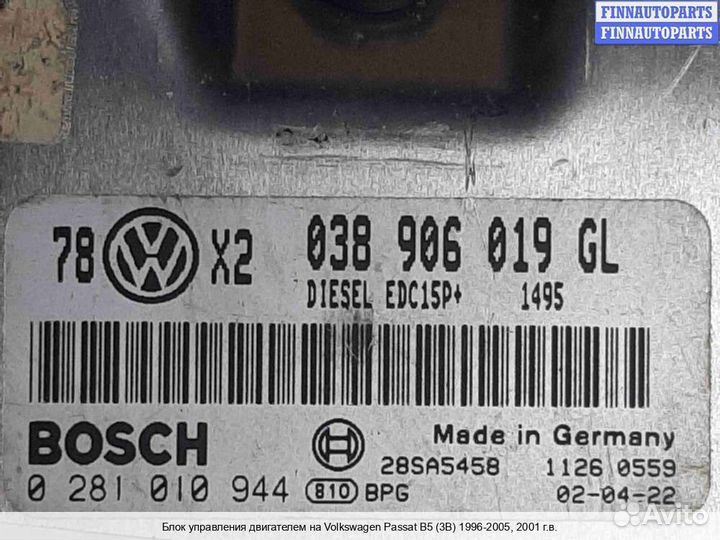 FINNAUTOPARTS
FINNAUTOPARTS
78 VW X2 038 906 019 GL
DIESEL EDC15P+ 1495
BOSCH Made in Germany
28SA5458 1126 0559
0 281 010 944 810 BPG 02-04-22
Avito
Блок управления двигателем на Volkswagen Passat B5 (3B) 1996-2005, 2001 г.в.